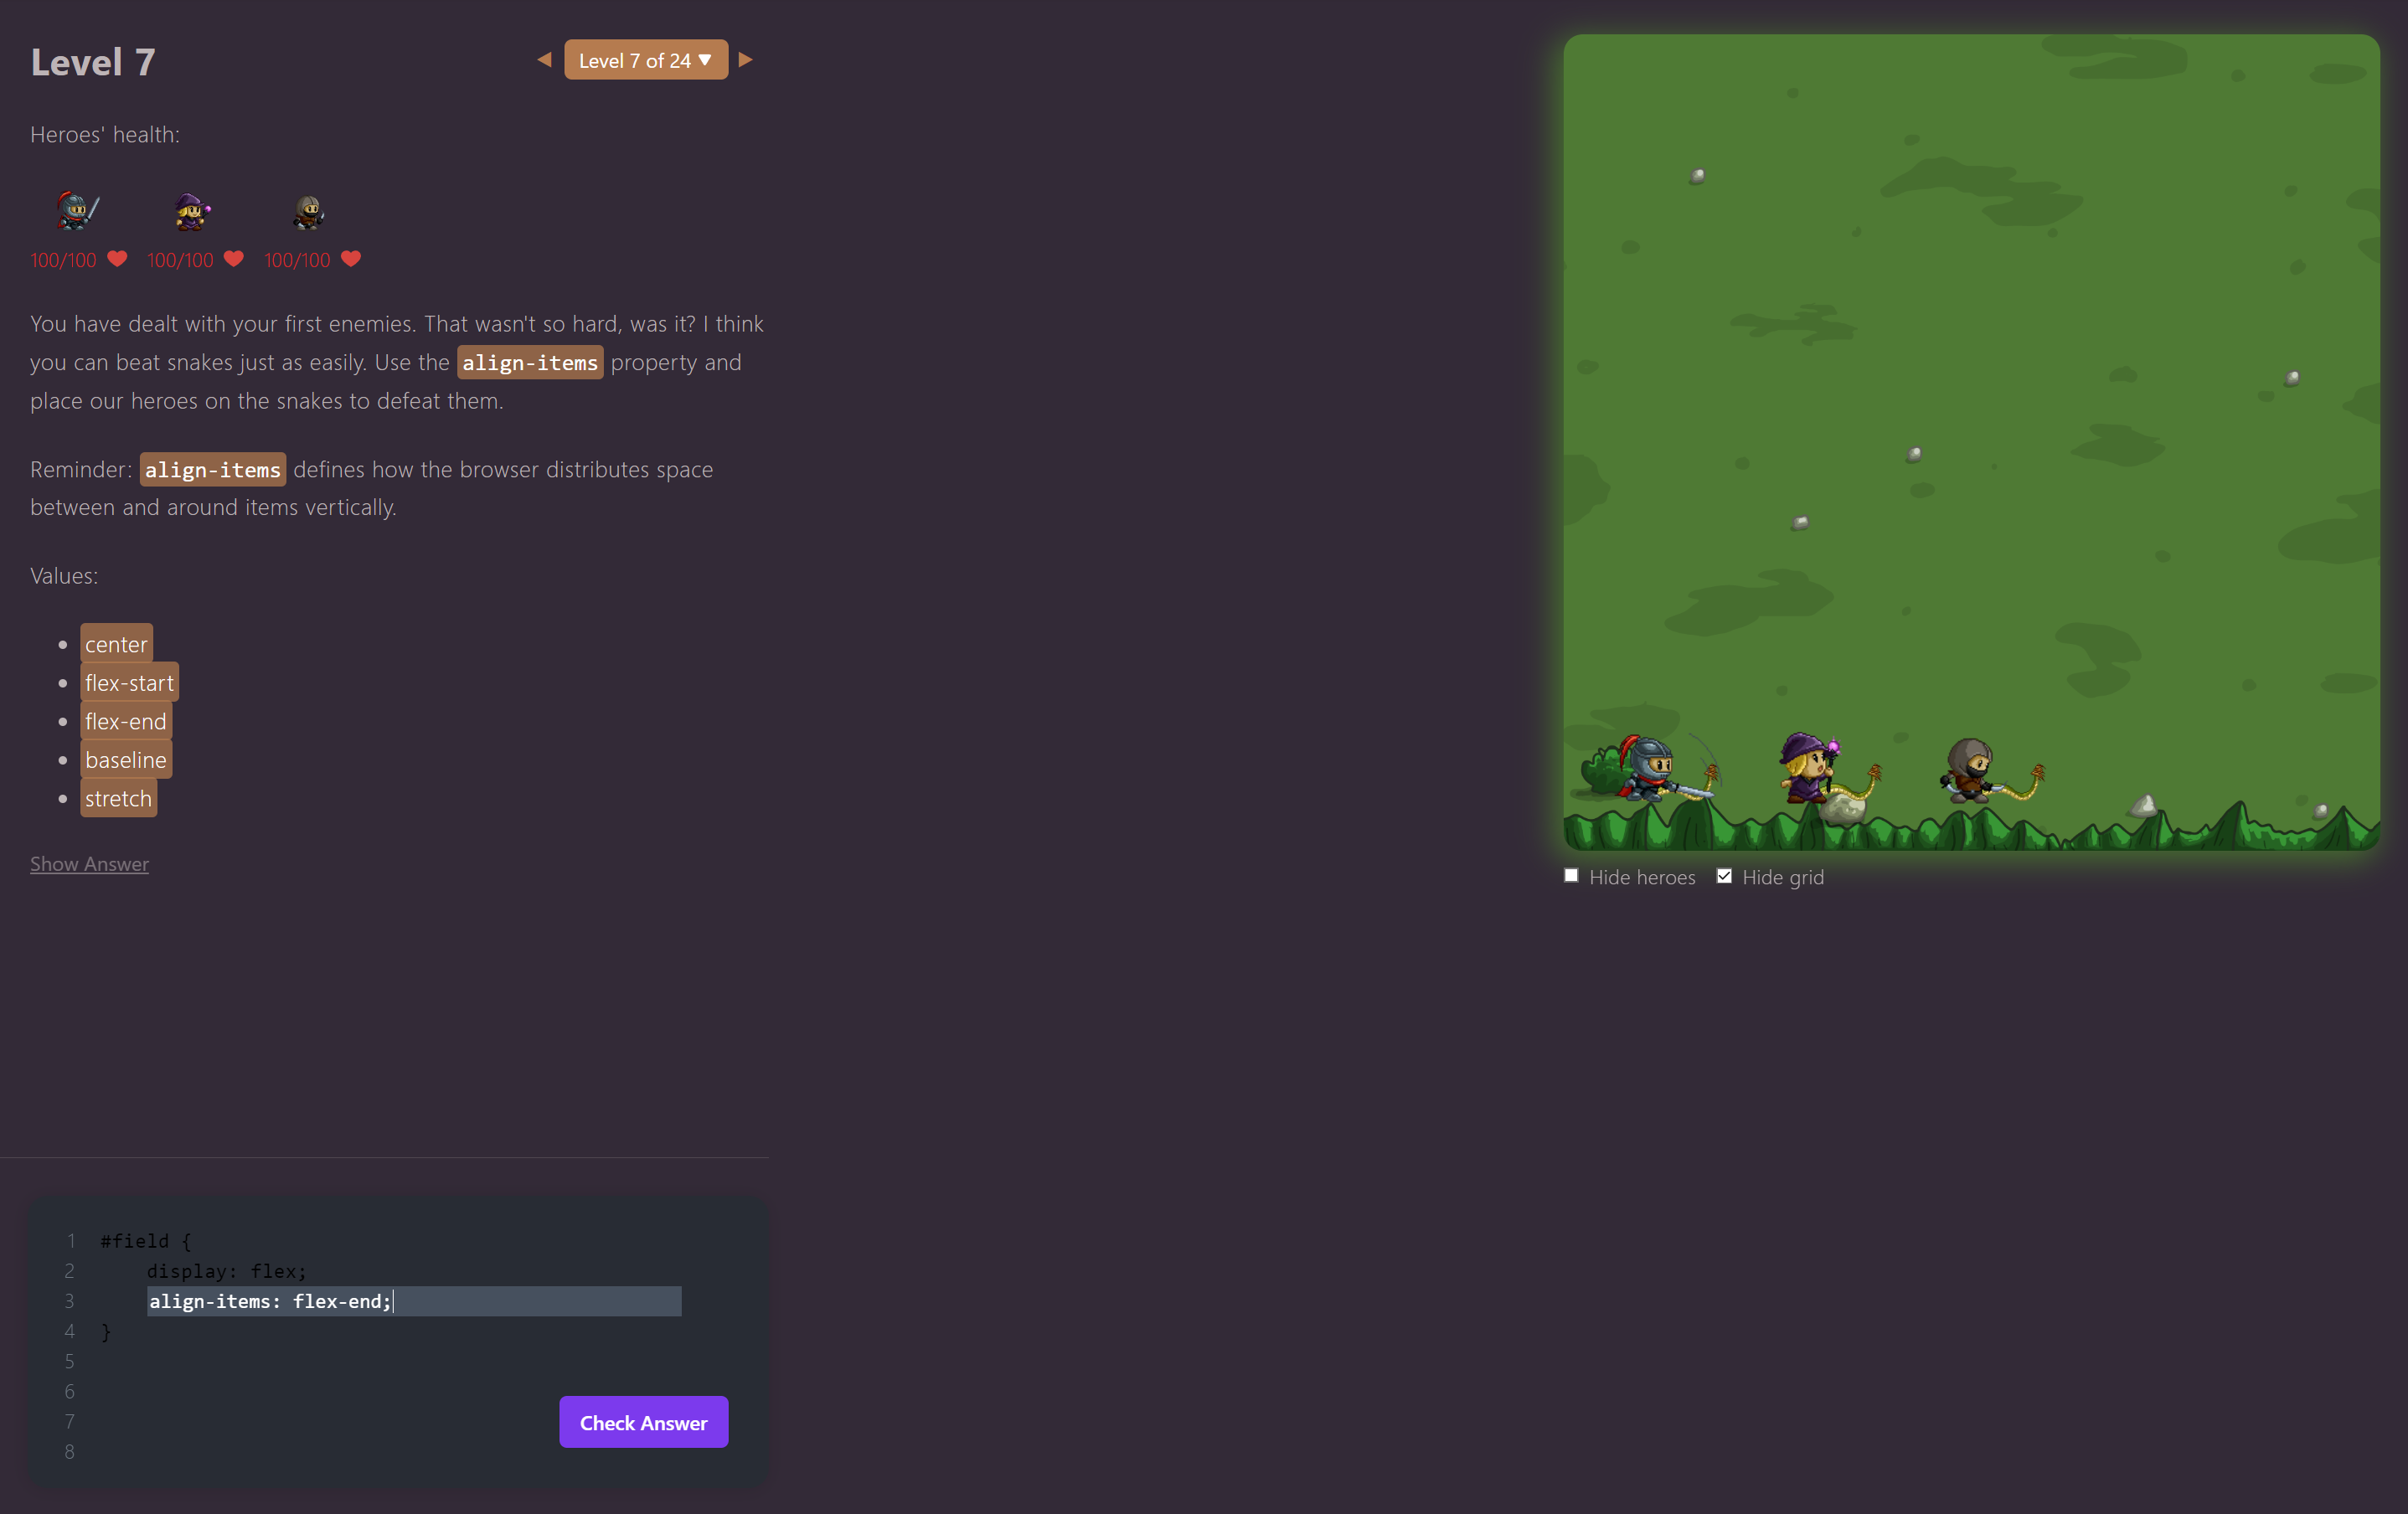 Level 7
Level 7 of 24
Heroes' health:
100/100 100/100 100/100
You have dealt with your first enemies. That wasn't so hard, was it? I think
you can beat snakes just as easily. Use the align-items property and
place our heroes on the snakes to defeat them.
Reminder: align-items defines how the browser distributes space
between and around items vertically.
Values:
center
flex-start
flex-end
baseline
stretch
Show Answer
Hide heroes Hide grid
1 #field {
2 display: flex;
3 align-items: flex-end;
4 }
5
6
7
8
Check Answer